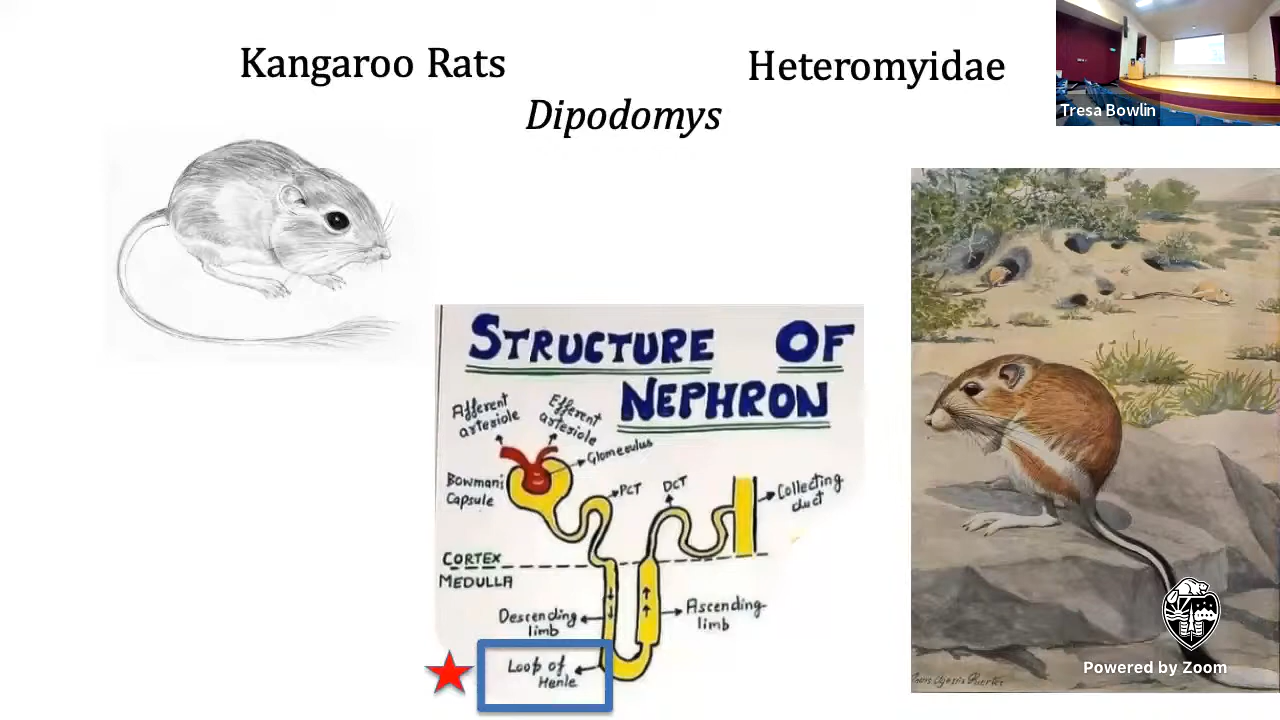 Kangaroo Rats
Heteromyidae
Dipodomys
Tresa Bowlin
STRUCTURE OF
NEPHRON
Afferent
arteriole
Efferent
arteriole
Glomerulus
Bowmani
Capsule
PCT
DCT
Collecting
duct
CORTEX
MEDULLA
Descending
limb
Ascending
limb
Loop of
Henle
Powered by Zoom